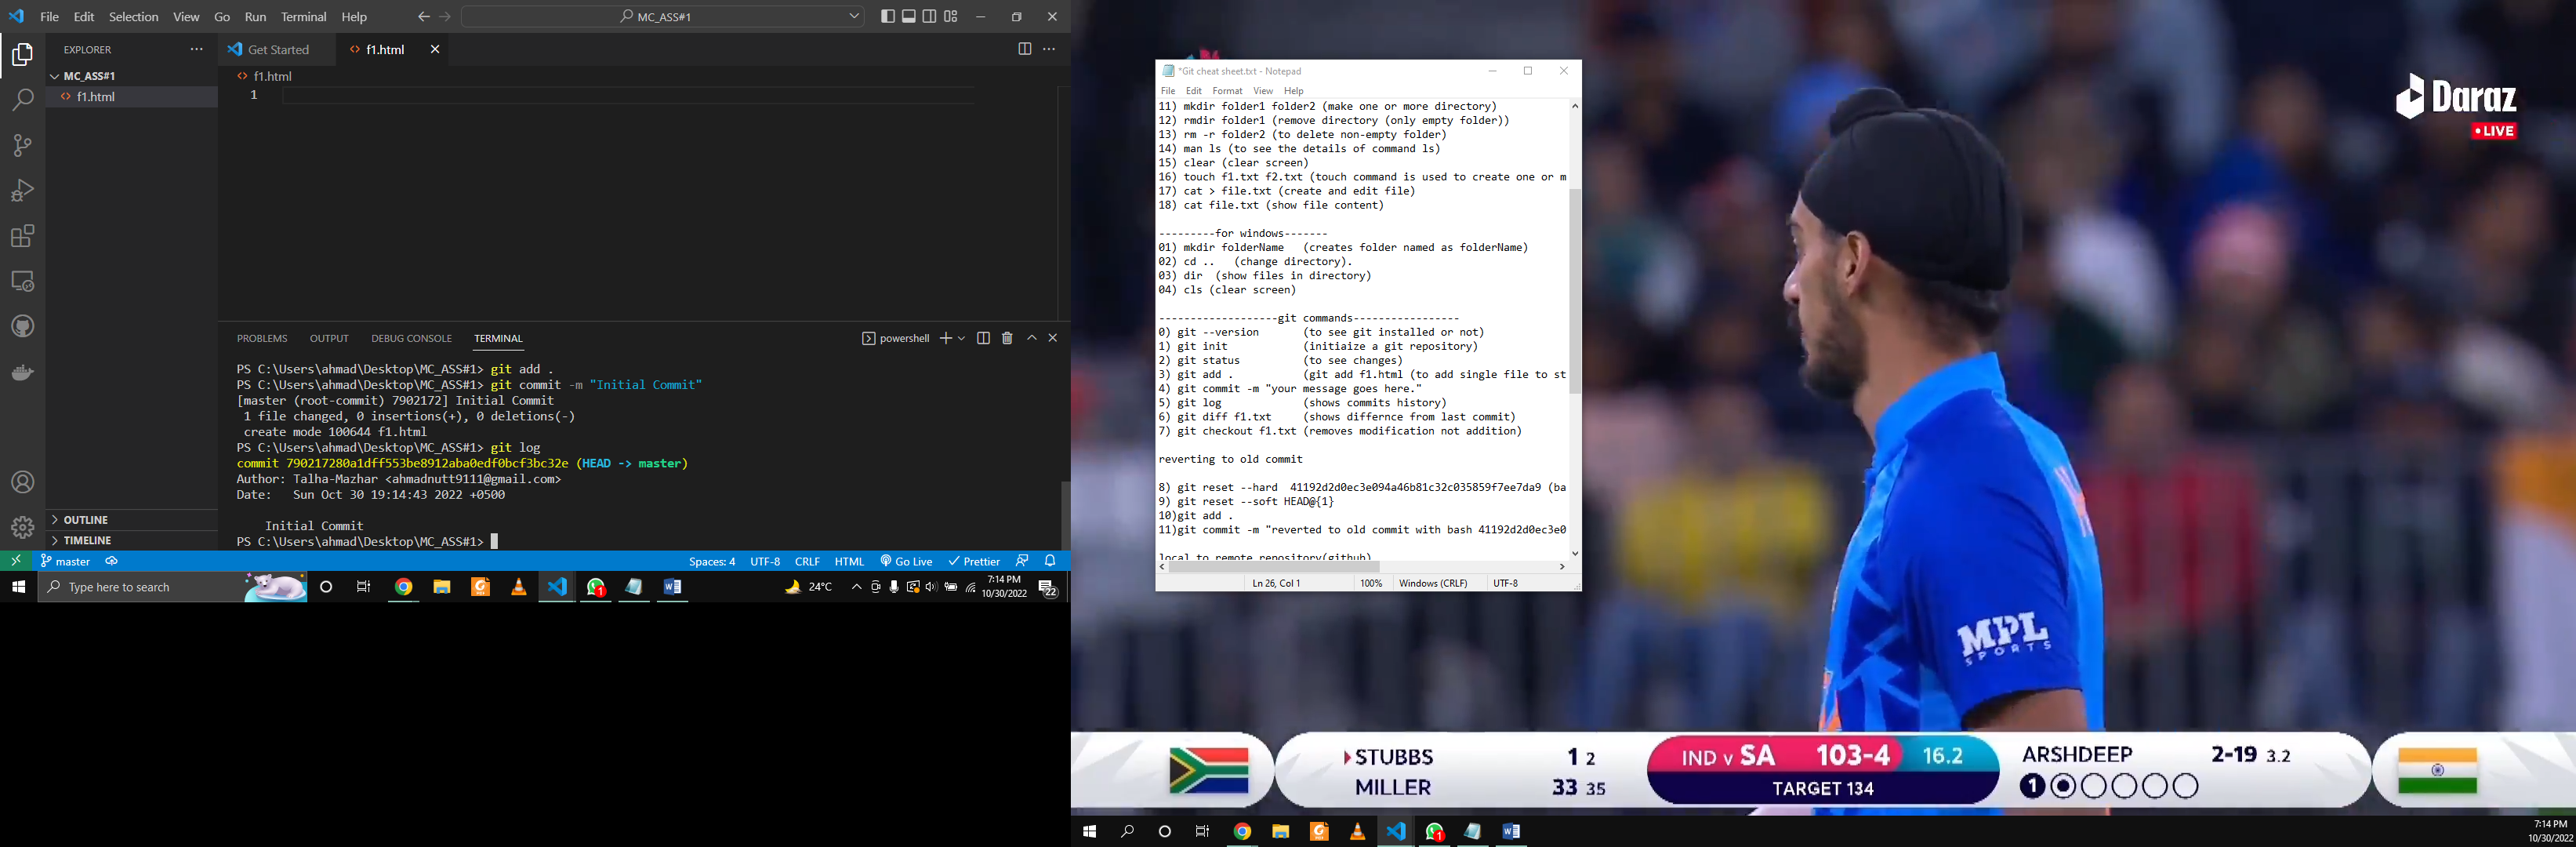 File Edit Selection View Go Run Terminal Help
MC_ASS#1
EXPLORER
MC_ASS#1
f1.html
OUTLINE
TIMELINE
Get Started
f1.html
f1.html
1
PROBLEMS OUTPUT DEBUG CONSOLE TERMINAL
powershell
PS C:\Users\ahmad\Desktop\MC_ASS#1> git add .
PS C:\Users\ahmad\Desktop\MC_ASS#1> git commit -m "Initial Commit"
[master (root-commit) 7902172] Initial Commit
1 file changed, 0 insertions(+), 0 deletions(-)
create mode 100644 f1.html
PS C:\Users\ahmad\Desktop\MC_ASS#1> git log
commit 790217280a1dff553be8912aba0edf0bcf3bc32e (HEAD -> master)
Author: Talha-Mazhar <ahmadnutt9111@gmail.com>
Date: Sun Oct 30 19:14:43 2022 +0500
Initial Commit
PS C:\Users\ahmad\Desktop\MC_ASS#1>
master
Spaces: 4 UTF-8 CRLF HTML Go Live Prettier
Type here to search
1
24°C
7:14 PM
10/30/2022
22
*Git cheat sheet.txt - Notepad
File Edit Format View Help
11) mkdir folder1 folder2 (make one or more directory)
12) rmdir folder1 (remove directory (only empty folder))
13) rm -r folder2 (to delete non-empty folder)
14) man ls (to see the details of command ls)
15) clear (clear screen)
16) touch f1.txt f2.txt (touch command is used to create one or m
17) cat > file.txt (create and edit file)
18) cat file.txt (show file content)
---------for windows-------
01) mkdir folderName (creates folder named as folderName)
02) cd .. (change directory).
03) dir (show files in directory)
04) cls (clear screen)
------------------git commands----------------
0) git --version (to see git installed or not)
1) git init (initiaize a git repository)
2) git status (to see changes)
3) git add . (git add f1.html (to add single file to st
4) git commit -m "your message goes here."
5) git log (shows commits history)
6) git diff f1.txt (shows differnce from last commit)
7) git checkout f1.txt (removes modification not addition)
reverting to old commit
8) git reset --hard 41192d2d0ec3e094a46b81c32c035859f7ee7da9 (ba
9) git reset --soft HEAD@{1}
10)git add .
11)git commit -m "reverted to old commit with bash 41192d2d0ec3e0
local to remote repository(github)
Ln 26, Col 1 100% Windows (CRLF) UTF-8
Daraz
LIVE
MPL
SPORTS
STUBBS 1 2
MILLER 33 35
IND v SA 103-4 16.2
TARGET 134
ARSHDEEP 2-19 3.2
1
1
7:14 PM
10/30/2022